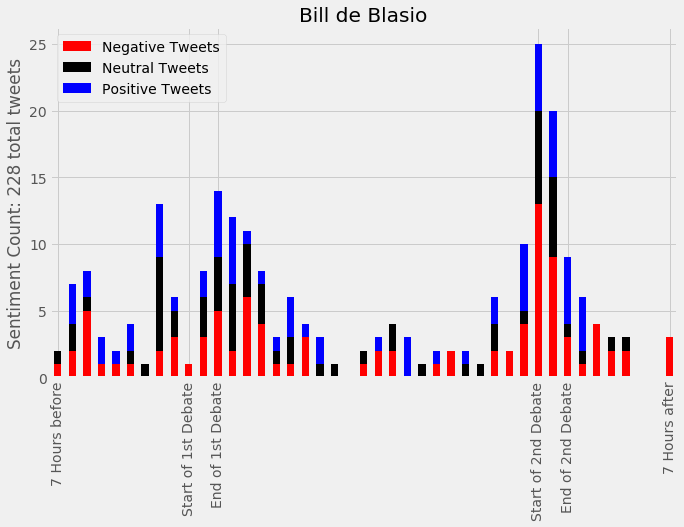 Bill de Blasio
Negative Tweets
Neutral Tweets
Positive Tweets
Sentiment Count: 228 total tweets
25
20
15
10
5
0
7 Hours before
Start of 1st Debate
End of 1st Debate
Start of 2nd Debate
End of 2nd Debate
7 Hours after